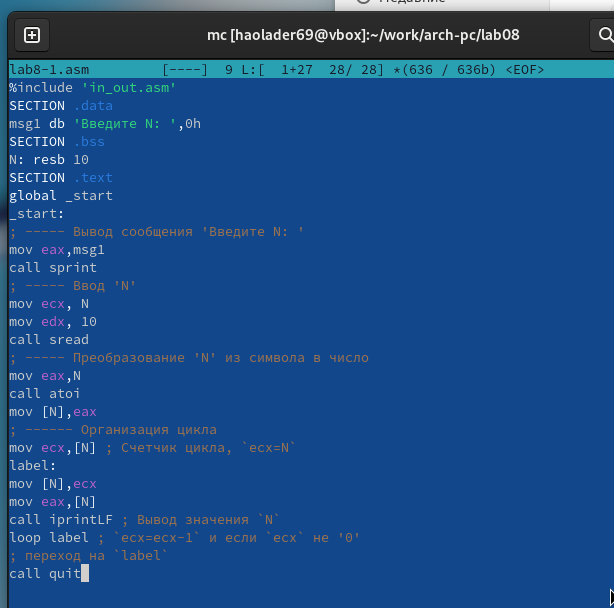 Недавние
mc [haolader69@vbox]:~/work/arch-pc/lab08
lab8-1.asm [----] 9 L:[ 1+27 28/ 28] *(636 / 636b) <EOF>
%include 'in_out.asm'
SECTION .data
msg1 db 'Введите N: ',0h
SECTION .bss
N: resb 10
SECTION .text
global _start
_start:
; ----- Вывод сообщения 'Введите N: '
mov eax,msg1
call sprint
; ----- Ввод 'N'
mov ecx, N
mov edx, 10
call sread
; ----- Преобразование 'N' из символа в число
mov eax,N
call atoi
mov [N],eax
; ------ Организация цикла
mov ecx,[N] ; Счетчик цикла, `ecx=N`
label:
mov [N],ecx
mov eax,[N]
call iprintLF ; Вывод значения `N`
loop label ; `ecx=ecx-1` и если `ecx` не '0'
; переход на `label`
call quit